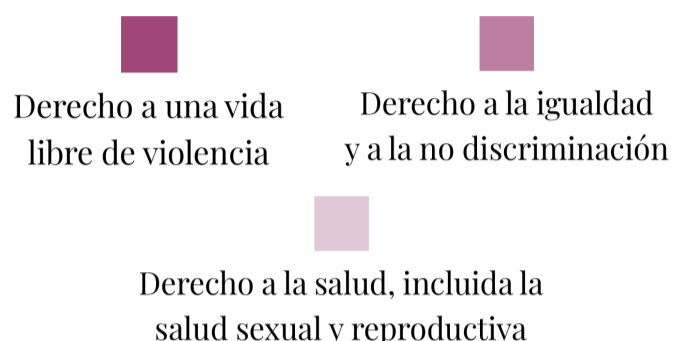 Derecho a una vida
libre de violencia
Derecho a la igualdad
y a la no discriminación
Derecho a la salud, incluida la
salud sexual y reproductiva